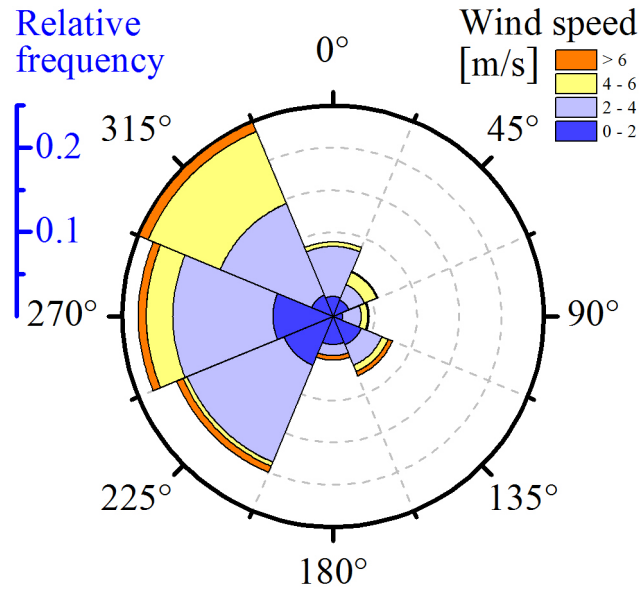 Relative
frequency
Wind speed
[m/s]
> 6
4 - 6
2 - 4
0 - 2
0°
315°
45°
0.2
0.1
270°
90°
225°
135°
180°